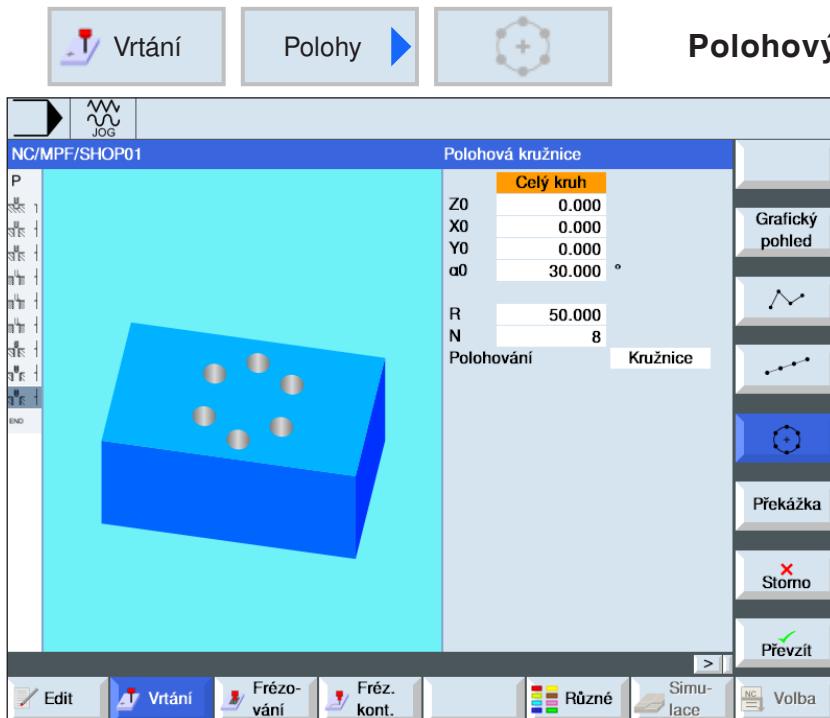 Vrtání
Polohy
Polohový
JOG
NC/MPF/SHOP01
Polohová kružnice
P
Celý kruh
Z0 0.000
X0 0.000
Y0 0.000
α0 30.000 °
R 50.000
N 8
Polohování Kružnice
END
Grafický
pohled
Překážka
Storno
Převzít
>
Edit
Vrtání
Frézo-
vání
Fréz.
kont.
Různé
Simu-
lace
NC
Volba